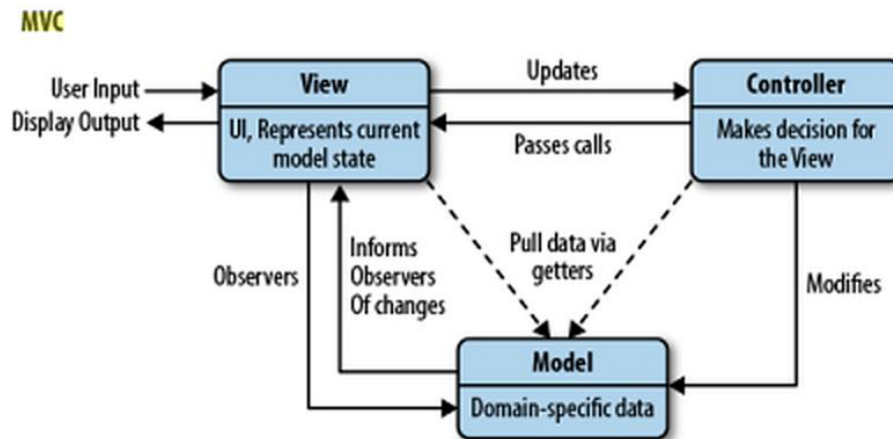 MVC
User Input
Display Output
View
UI, Represents current
model state
Updates
Passes calls
Controller
Makes decision for
the View
Observers
Informs
Observers
Of changes
Pull data via
getters
Modifies
Model
Domain-specific data